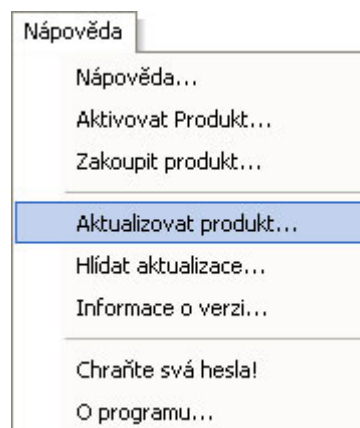 Nápověda
Nápověda...
Aktivovat Produkt...
Zakoupit produkt...
Aktualizovat produkt...
Hlídat aktualizace...
Informace o verzi...
Chraňte svá hesla!
O programu...